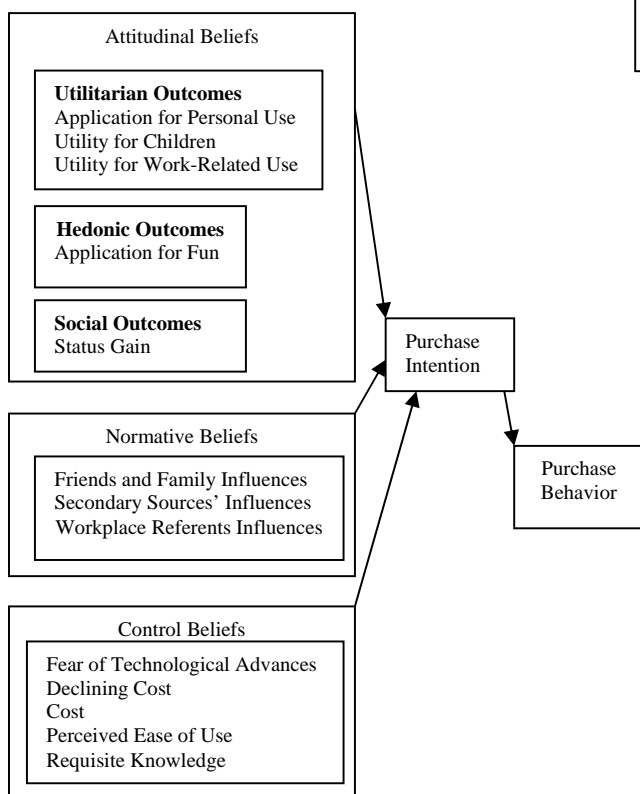 Attitudinal Beliefs
Utilitarian Outcomes
Application for Personal Use
Utility for Children
Utility for Work-Related Use
Hedonic Outcomes
Application for Fun
Social Outcomes
Status Gain
Normative Beliefs
Friends and Family Influences
Secondary Sources’ Influences
Workplace Referents Influences
Control Beliefs
Fear of Technological Advances
Declining Cost
Cost
Perceived Ease of Use
Requisite Knowledge
Purchase
Intention
Purchase
Behavior